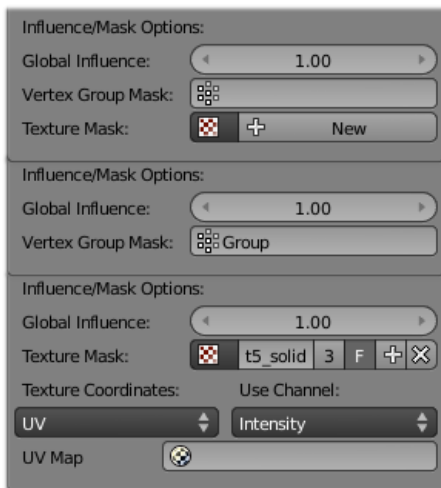 Influence/Mask Options:
Global Influence: 1.00
Vertex Group Mask:
Texture Mask: New
Influence/Mask Options:
Global Influence: 1.00
Vertex Group Mask: Group
Influence/Mask Options:
Global Influence: 1.00
Texture Mask: t5_solid 3 F
Texture Coordinates: Use Channel:
UV Intensity
UV Map